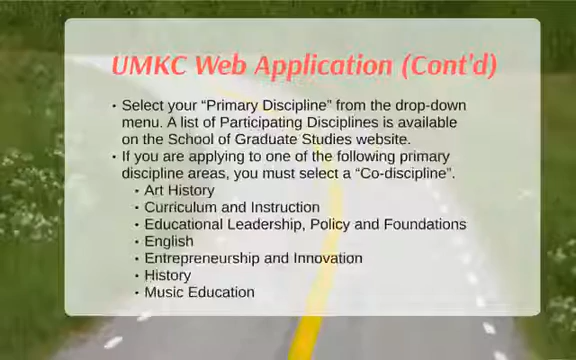 UMKC Web Application (Cont'd)
• Select your “Primary Discipline” from the drop-down
menu. A list of Participating Disciplines is available
on the School of Graduate Studies website.
• If you are applying to one of the following primary
discipline areas, you must select a “Co-discipline”.
• Art History
• Curriculum and Instruction
• Educational Leadership, Policy and Foundations
• English
• Entrepreneurship and Innovation
• History
• Music Education